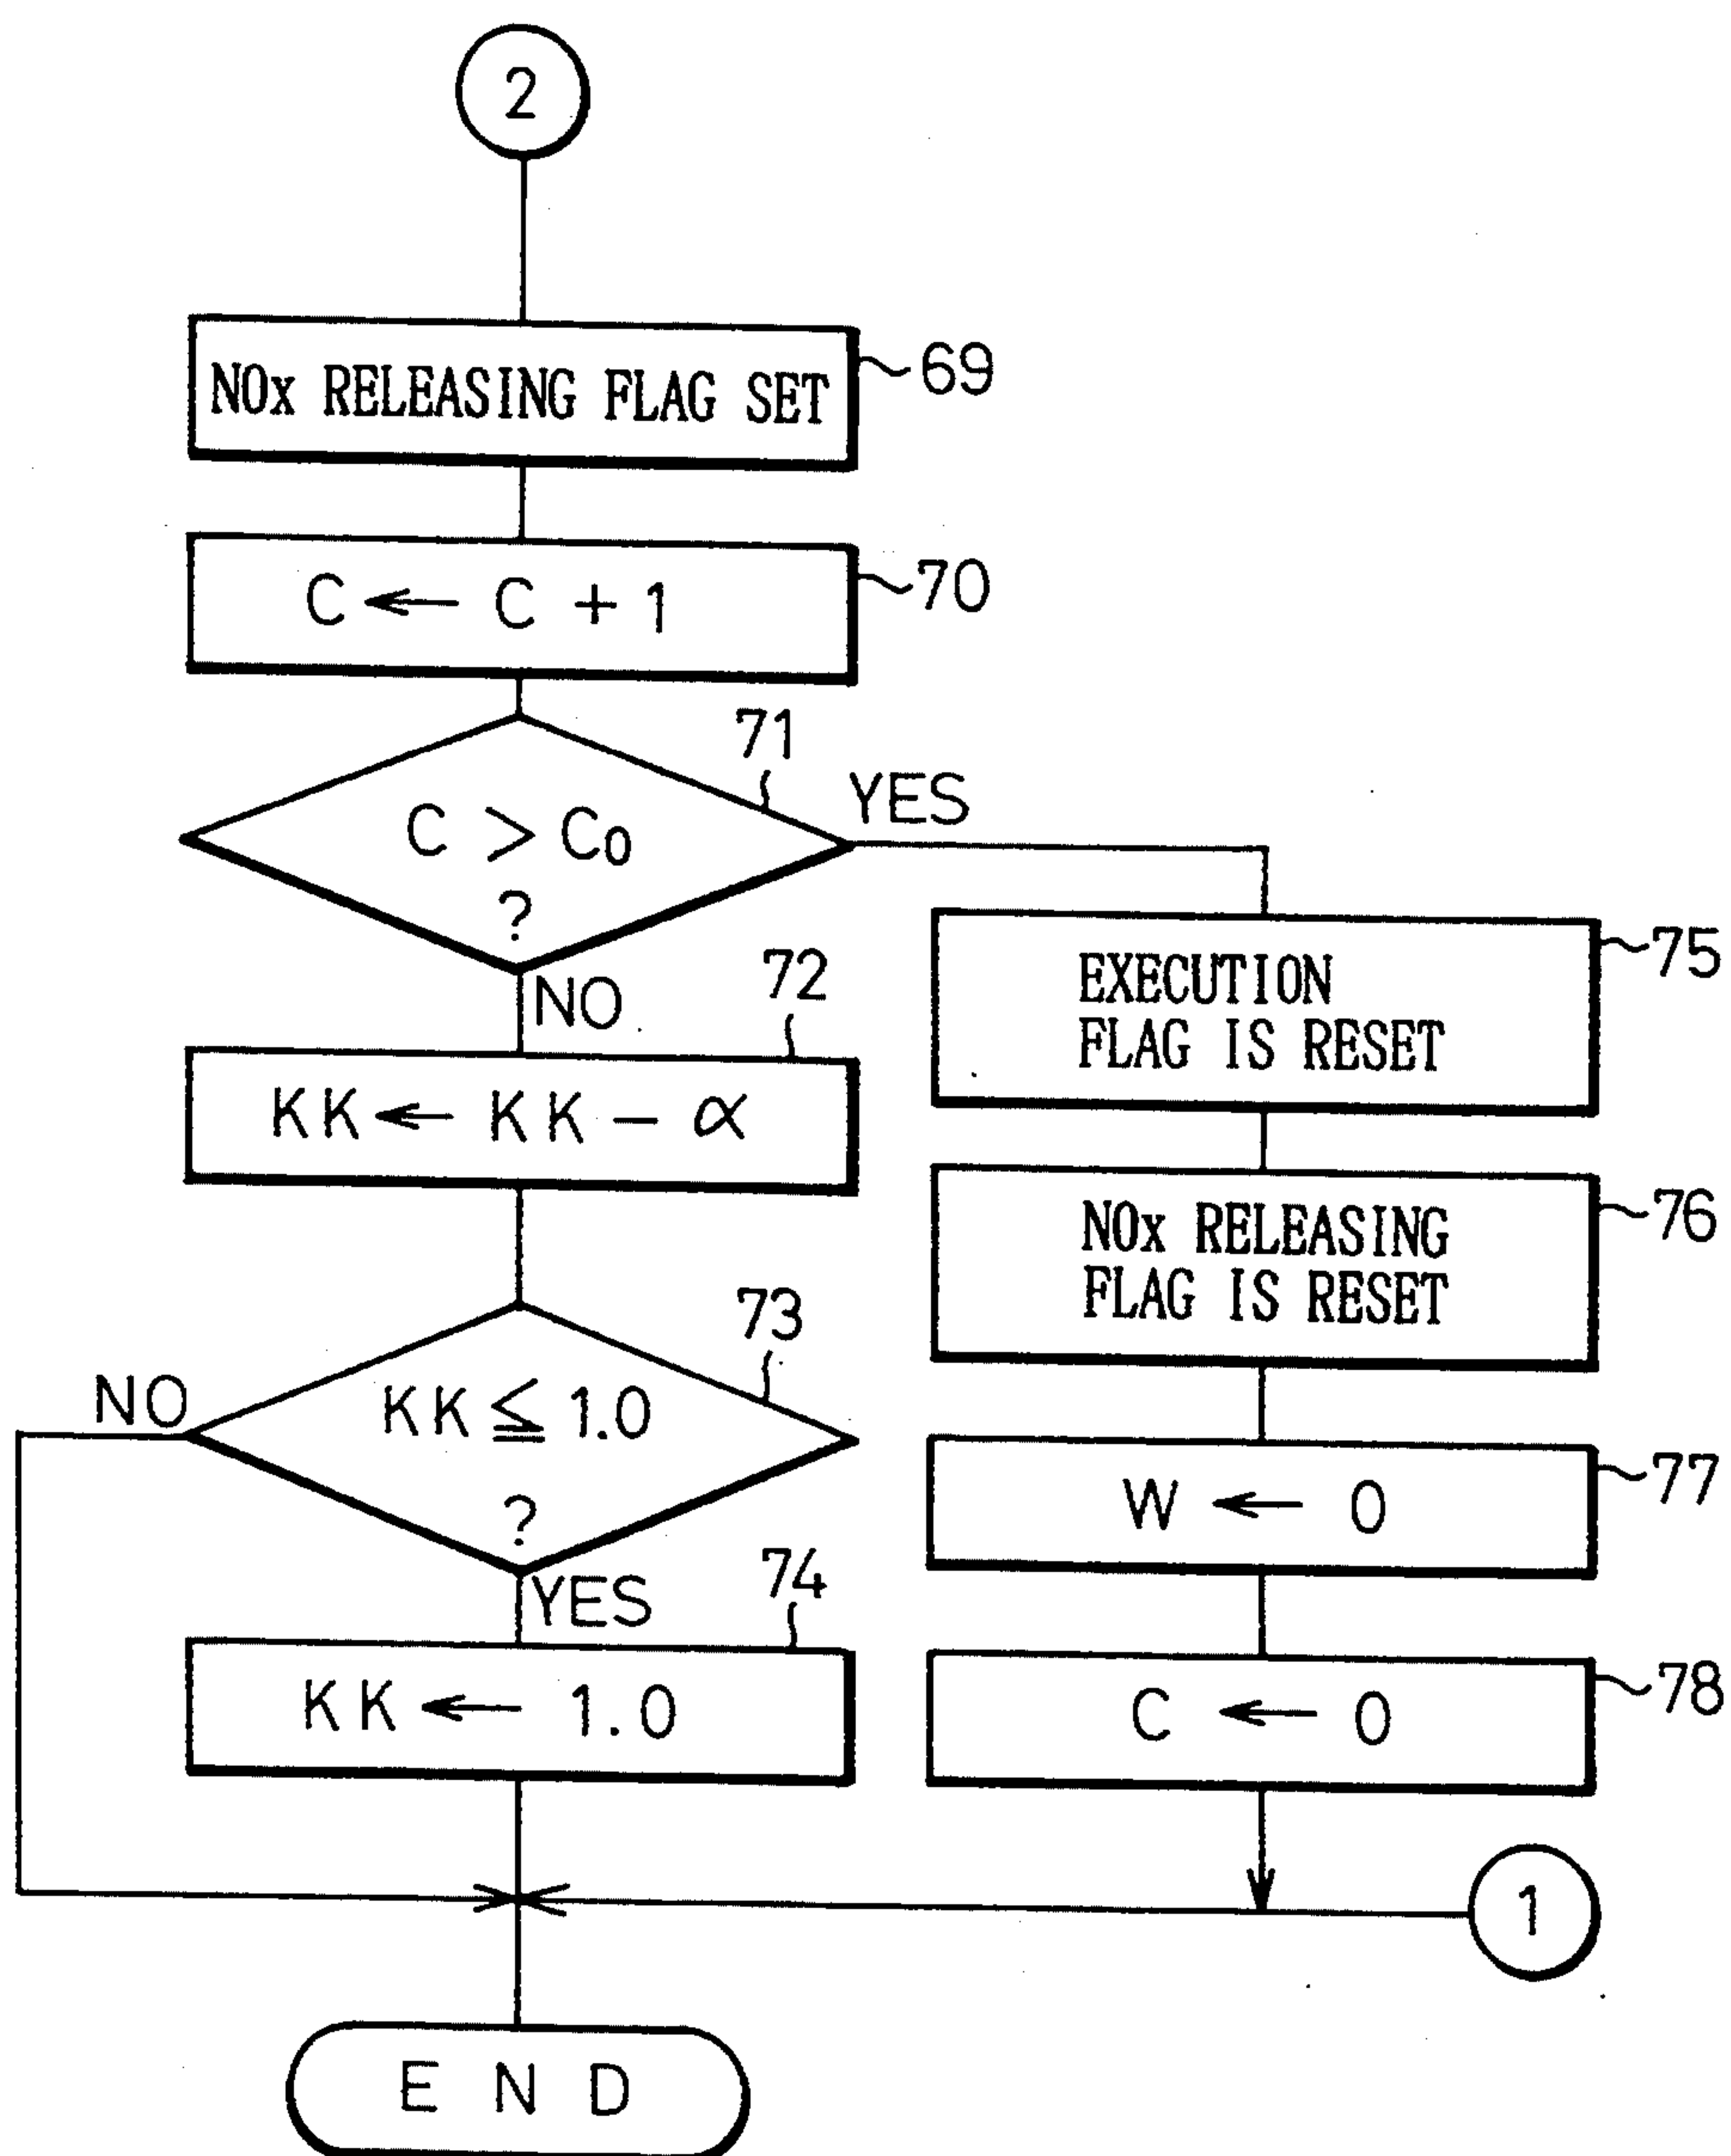 2
NOx RELEASING FLAG SET
69
C ← C + 1
70
71
C > C0
?
YES
NO
72
KK ← KK - α
73
KK ≦ 1.0
?
NO
YES
74
KK ← 1.0
EXECUTION
FLAG IS RESET
75
NOx RELEASING
FLAG IS RESET
76
W ← 0
77
C ← 0
78
1
END